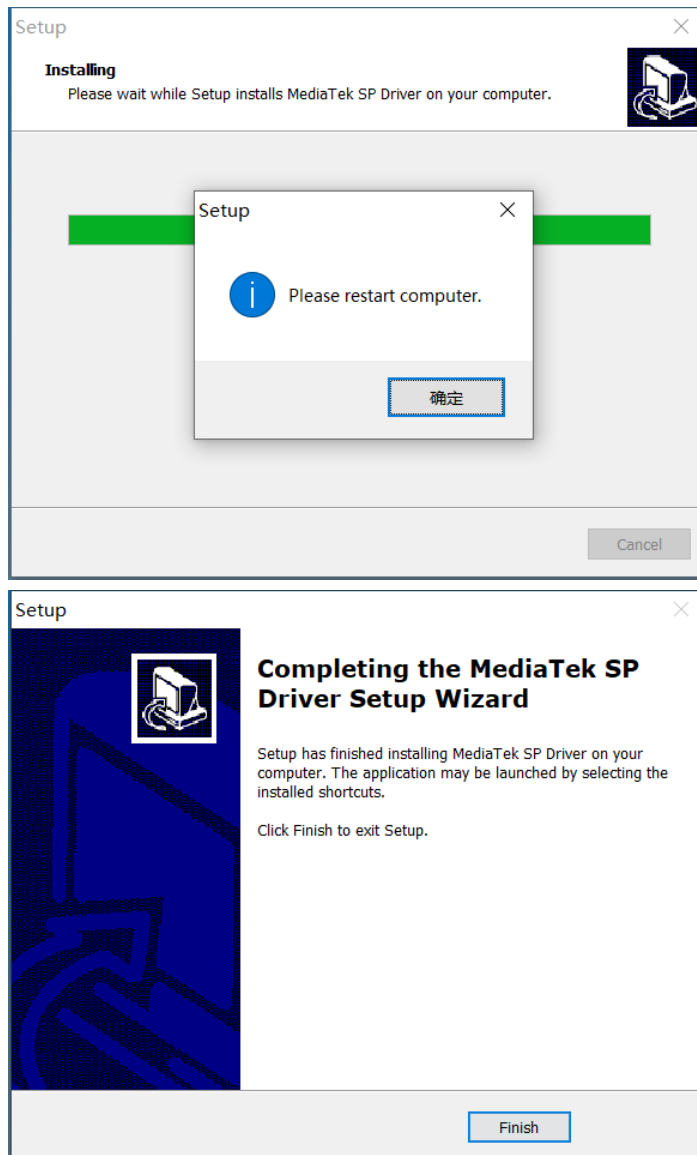 Setup
Installing
Please wait while Setup installs MediaTek SP Driver on your computer.
Setup
Please restart computer.
确定
Cancel
Setup
Completing the MediaTek SP
Driver Setup Wizard
Setup has finished installing MediaTek SP Driver on your
computer. The application may be launched by selecting the
installed shortcuts.
Click Finish to exit Setup.
Finish